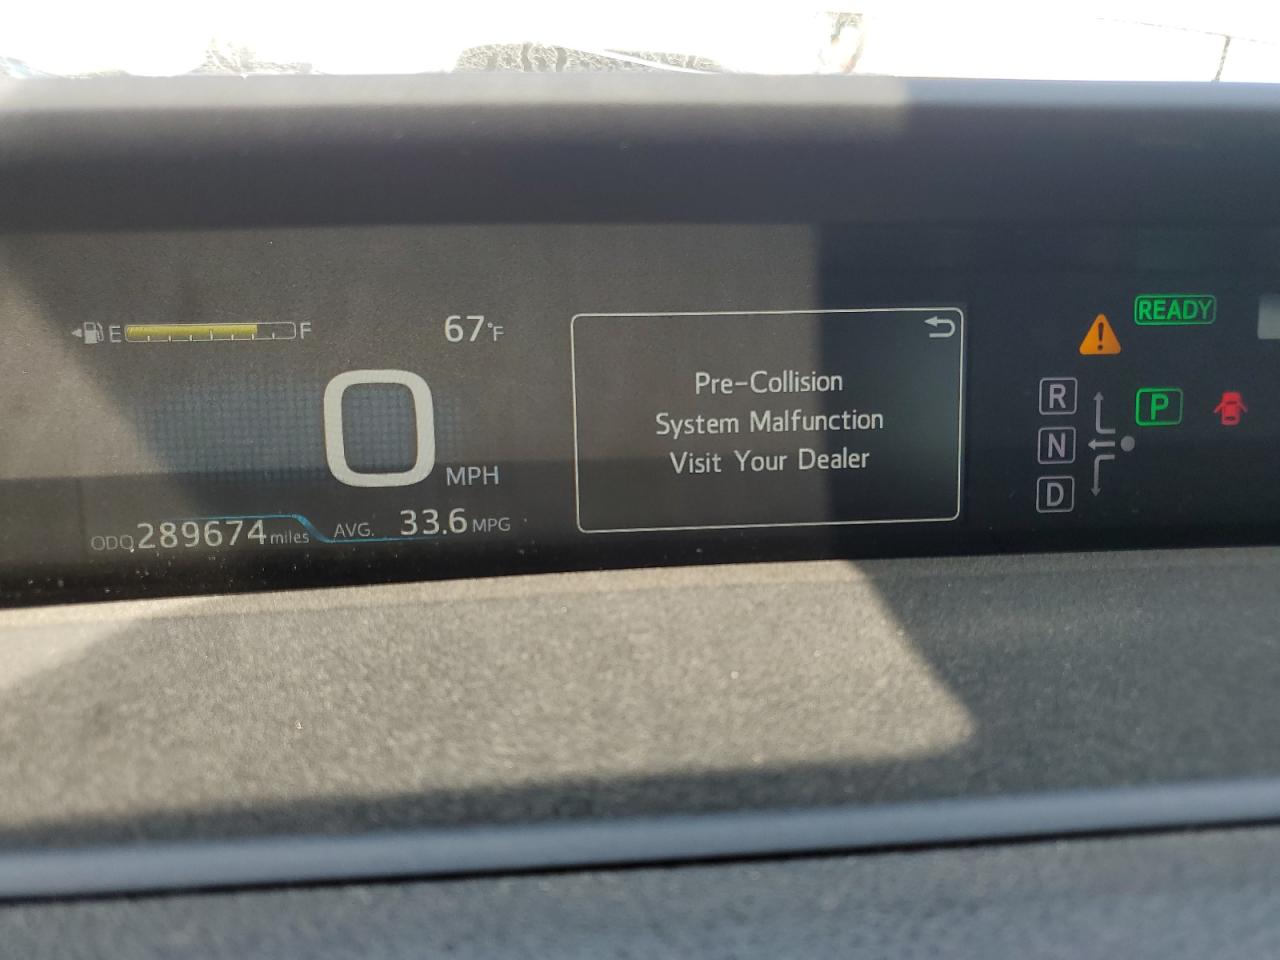 E F
67°F
0 MPH
ODO 289674 miles
AVG. 33.6 MPG
Pre-Collision
System Malfunction
Visit Your Dealer
READY
R
N
D
P